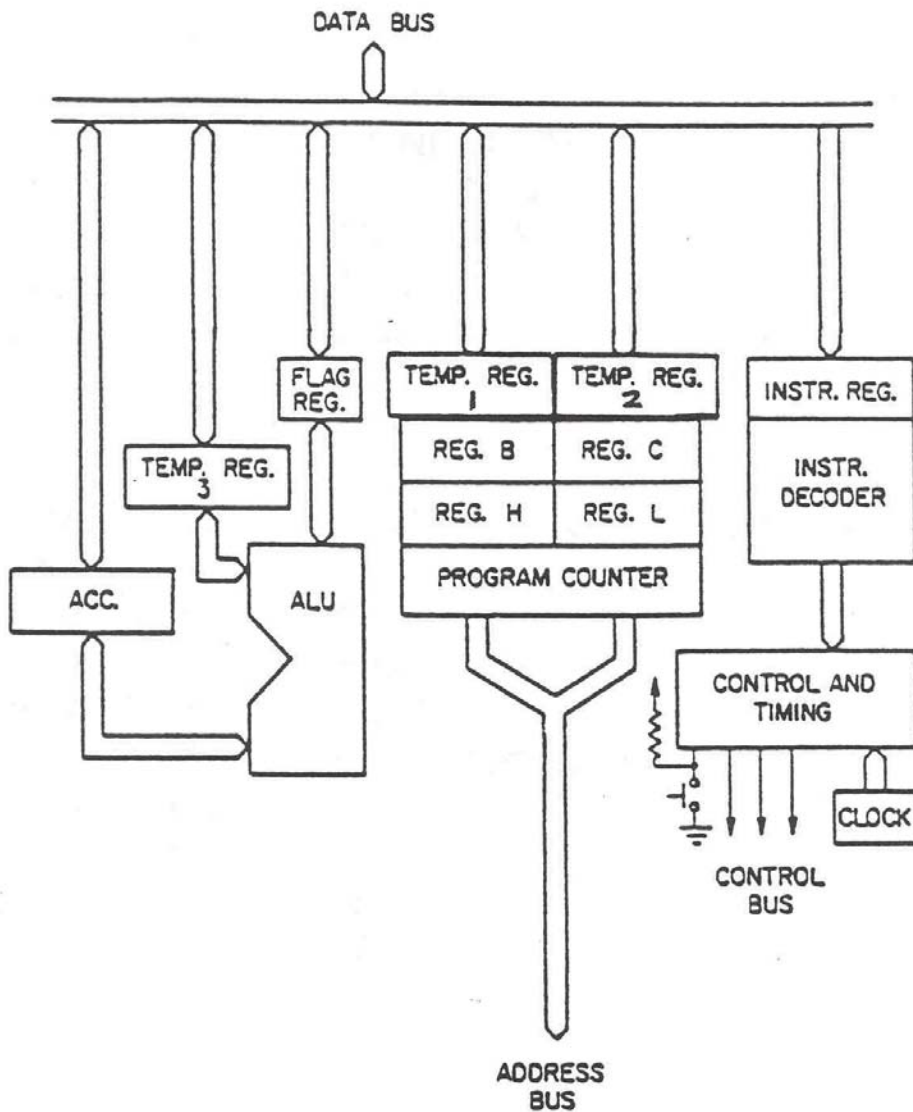 DATA BUS
FLAG
REG.
TEMP. REG.
1
TEMP. REG.
2
INSTR. REG.
TEMP. REG.
3
REG. B
REG. C
INSTR.
DECODER
REG. H
REG. L
ACC.
ALU
PROGRAM COUNTER
CONTROL AND
TIMING
CLOCK
CONTROL
BUS
ADDRESS
BUS